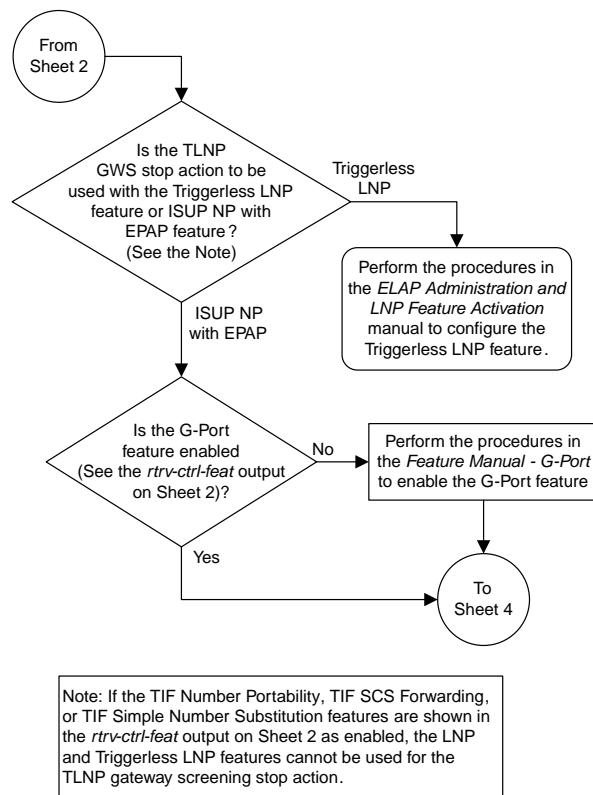 From
Sheet 2
Is the TLNP
GWS stop action to be
used with the Triggerless LNP
feature or ISUP NP with
EPAP feature?
(See the Note)
Triggerless
LNP
Perform the procedures in
the ELAP Administration and
LNP Feature Activation
manual to configure the
Triggerless LNP feature.
ISUP NP
with EPAP
Is the G-Port
feature enabled
(See the rtrv-ctrl-feat output
on Sheet 2)?
No
Perform the procedures in
the Feature Manual - G-Port
to enable the G-Port feature
Yes
To
Sheet 4
Note: If the TIF Number Portability, TIF SCS Forwarding,
or TIF Simple Number Substitution features are shown in
the rtrv-ctrl-feat output on Sheet 2 as enabled, the LNP
and Triggerless LNP features cannot be used for the
TLNP gateway screening stop action.